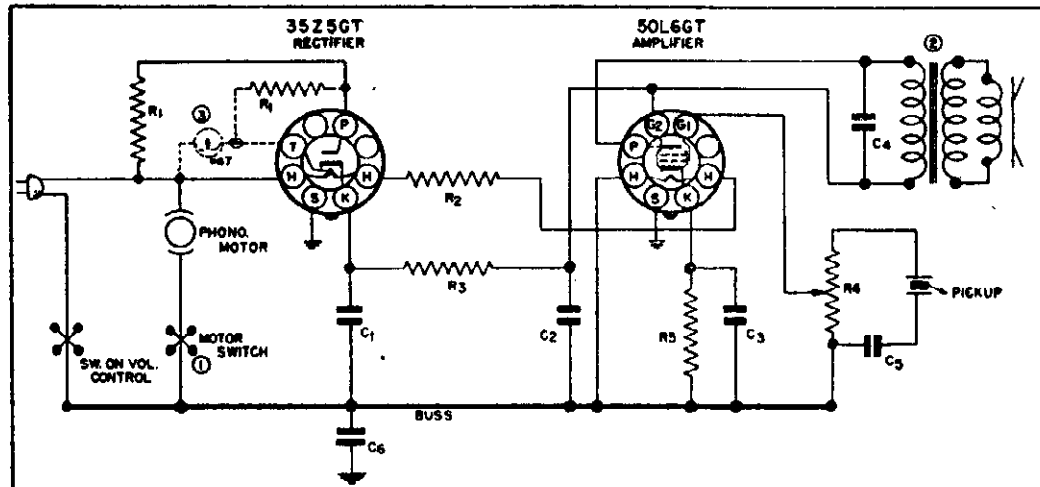 35Z5GT
RECTIFIER
50L6GT
AMPLIFIER
②
R1
R1
③
#47
P
T
H
H
S
K
G2
G1
P
H
H
S
K
C4
R2
PHONO.
MOTOR
R3
R4
PICKUP
C1
C2
R5
C3
C5
MOTOR
SWITCH
①
SW. ON VOL.
CONTROL
BUSS
C6